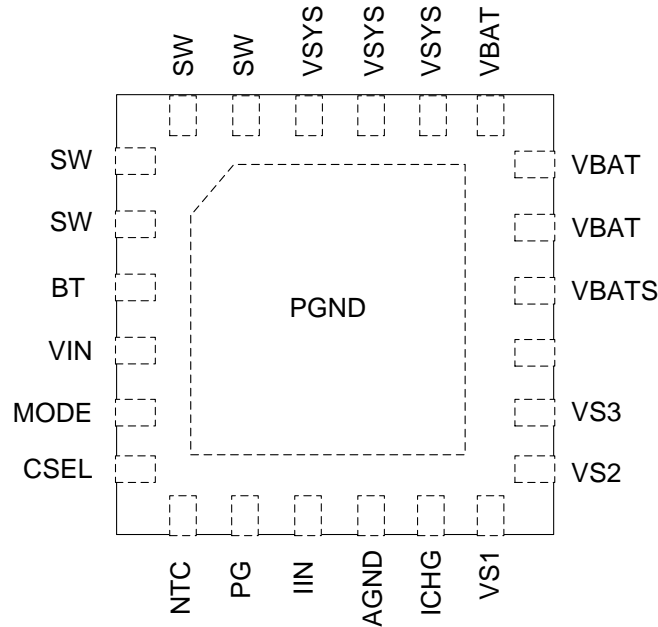 SW
SW
VSYS
VSYS
VSYS
VBAT
SW
SW
BT
VIN
MODE
CSEL
PGND
VBAT
VBAT
VBATS
VS3
VS2
NTC
PG
IIN
AGND
ICHG
VS1